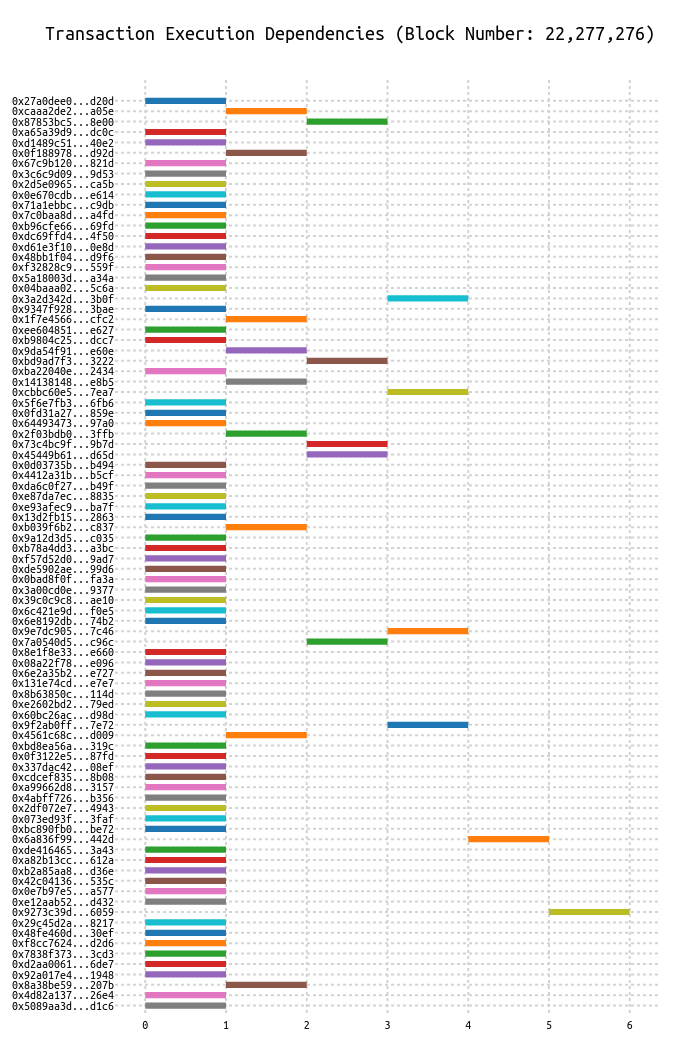 Transaction Execution Dependencies (Block Number: 22,277,276)
0x27a0dee0...d20d
0xcaaa2de2...a05e
0x87853bc5...8e00
0xa65a39d9...dc0c
0xd1489c51...40e2
0x0f188978...d92d
0x67c9b120...821d
0x3c6c9d09...9d53
0x2d5e0965...ca5b
0x0e670cdb...e614
0x71a1ebbc...c9db
0x7c0baa8d...a4fd
0xb96cfe66...69fd
0xdc69ffd4...4f50
0xd61e3f10...0e8d
0x48bb1f04...d9f6
0xf32828c9...559f
0x5a18003d...a34a
0x04baaa02...5c6a
0x3a2d342d...3b0f
0x9347f928...3bae
0x1f7e4566...cfc2
0xee604851...e627
0xb9804c25...dcc7
0x9da54f91...e60e
0xbd9ad7f3...3222
0xba22040e...2434
0x14138148...e8b5
0xcbbc60e5...7ea7
0x5f6e7fb3...6fb6
0x0fd31a27...859e
0x64493473...97a0
0x2f03bdb0...3ffb
0x73c4bc9f...9b7d
0x45449b61...d65d
0x0d03735b...b494
0x4412a31b...b5cf
0xda6c0f27...b49f
0xe87da7ec...8835
0xe93afec9...ba7f
0x13d2fb15...2863
0xb039f6b2...c837
0x9a12d3d5...c035
0xb78a4dd3...a3bc
0xf57d52d0...9ad7
0xde5902ae...99d6
0x0bad8f0f...fa3a
0x3a00cd0e...9377
0x39c0c9c8...ae10
0x6c421e9d...f0e5
0x6e8192db...74b2
0x9e7dc905...7c46
0x7a0540d5...c96c
0x8e1f8e33...e660
0x08a22f78...e096
0x6e2a35b2...e727
0x131e74cd...e7e7
0x8b63850c...114d
0xe2602bd2...79ed
0x60bc26ac...d98d
0x9f2ab0ff...7e72
0x4561c68c...d009
0xbd8ea56a...319c
0x0f3122e5...87fd
0x337dac42...08ef
0xcdcef835...8b08
0xa99662d8...3157
0x4abff726...b356
0x2df072e7...4943
0x073ed93f...3faf
0xbc890fb0...be72
0x6a836f99...442d
0xde416465...3a43
0xa82b13cc...612a
0xb2a85aa8...d36e
0x42c04136...535c
0x0e7b97e5...a577
0xe12aab52...d432
0x9273c39d...6059
0x29c45d2a...8217
0x48fe460d...30ef
0xf8cc7624...d2d6
0x7838f373...3cd3
0xd2aa0061...6de7
0x92a017e4...1948
0x8a38be59...207b
0x4d82a137...26e4
0x5089aa3d...d1c6
0 1 2 3 4 5 6